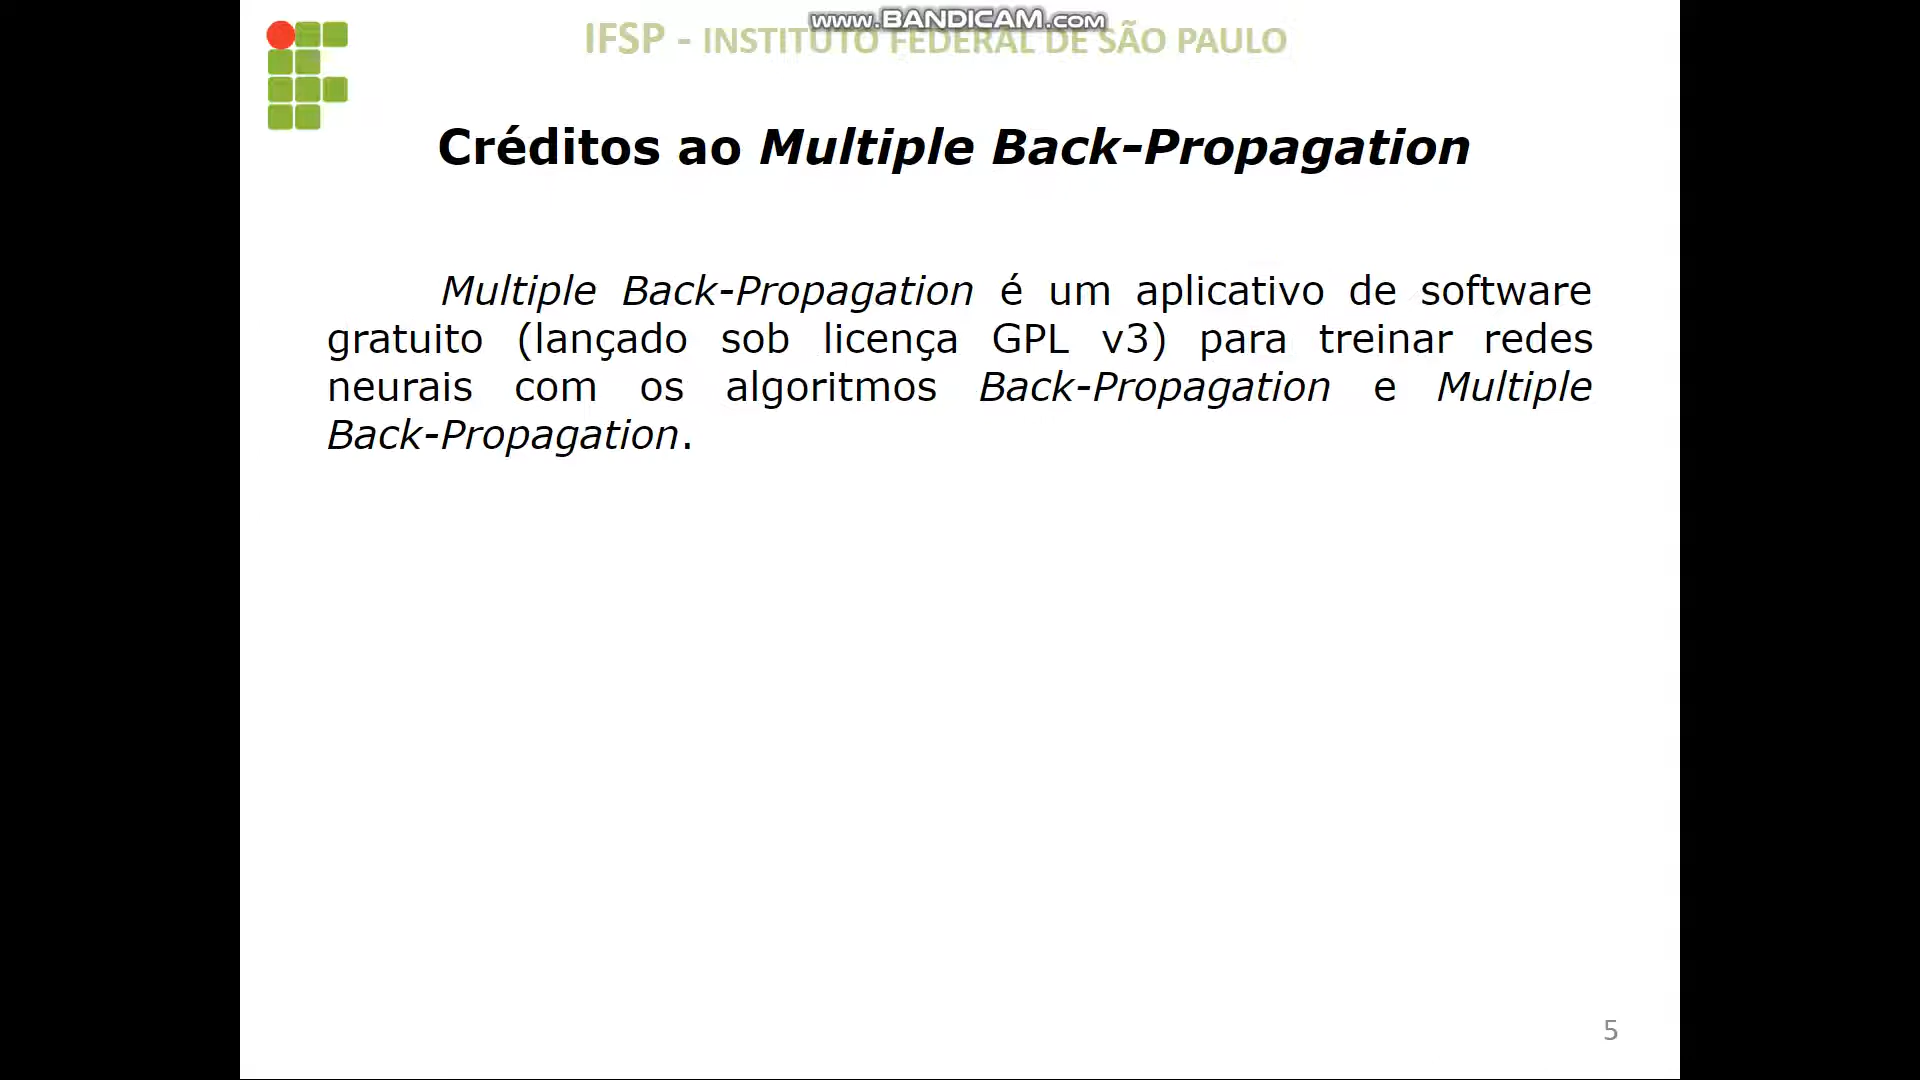 www.BANDICAM.com
IFSP - INSTITUTO FEDERAL DE SÃO PAULO
Créditos ao Multiple Back-Propagation
Multiple Back-Propagation é um aplicativo de software
gratuito (lançado sob licença GPL v3) para treinar redes
neurais com os algoritmos Back-Propagation e Multiple
Back-Propagation.
5